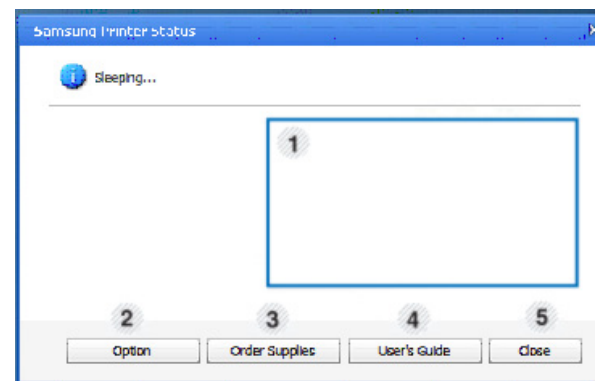 Samsung Printer Status
Sleeping...
1
2 3 4 5
Option Order Supplies User's Guide Close